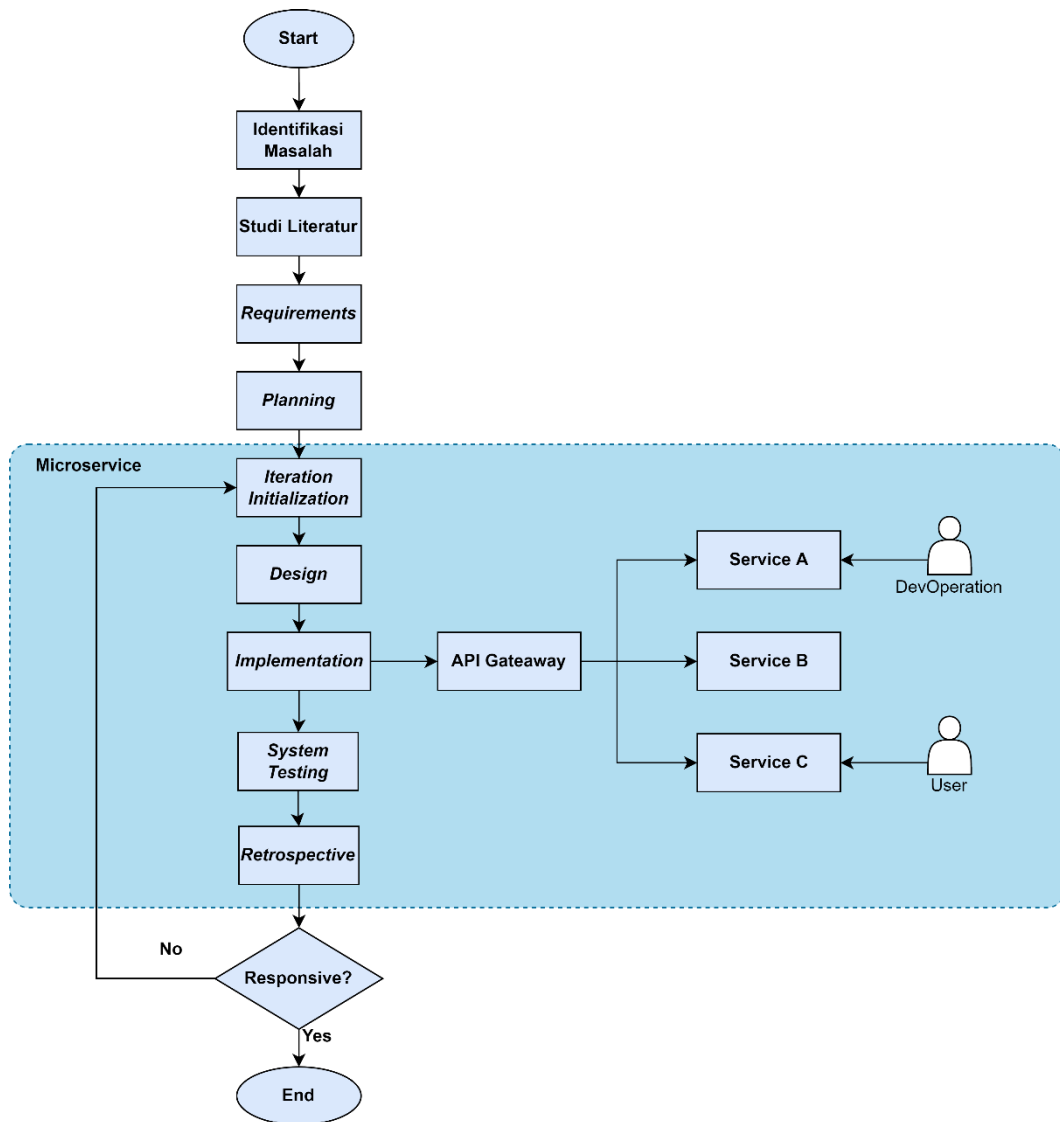 Start
Identifikasi
Masalah
Studi Literatur
Requirements
Planning
Microservice
Iteration
Initialization
Design
Implementation
API Gateaway
Service A
DevOperation
Service B
Service C
User
System
Testing
Retrospective
No
Responsive?
Yes
End